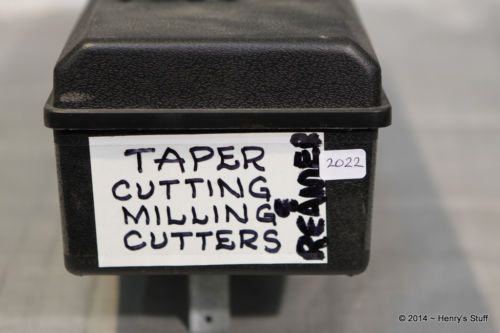 TAPER
CUTTING
MILLING
CUTTERS
& REAMER
2022
© 2014 ~ Henry's Stuff